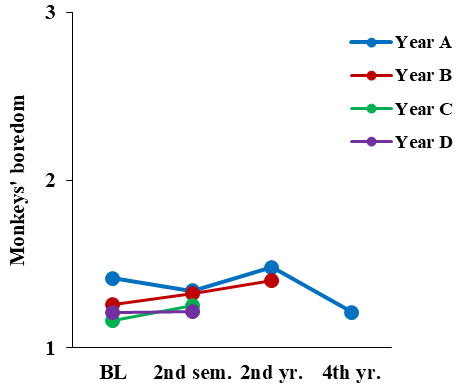 3
2
1
Monkeys' boredom
Year A
Year B
Year C
Year D
BL 2nd sem. 2nd yr. 4th yr.